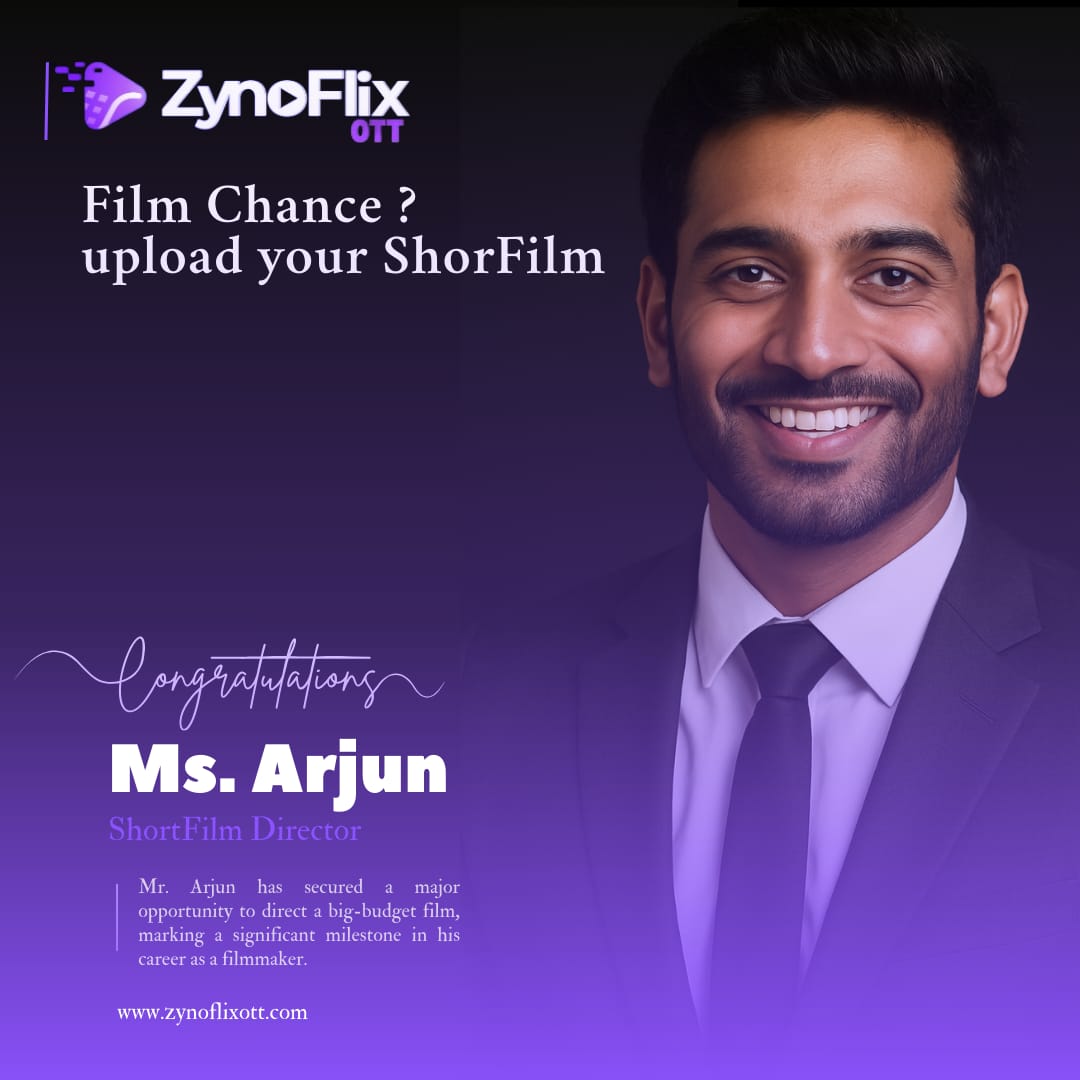 ZynoFlix
OTT
Film Chance ?
upload your ShorFilm
Congratulations
Ms. Arjun
ShortFilm Director
Mr. Arjun has secured a major
opportunity to direct a big-budget film,
marking a significant milestone in his
career as a filmmaker.
www.zynoflixott.com